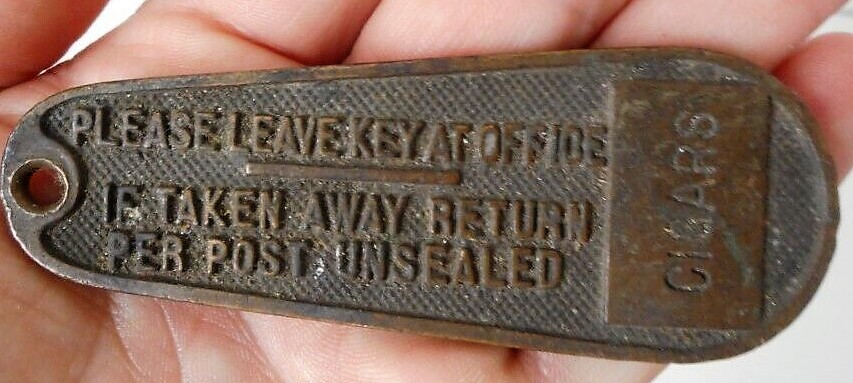 PLEASE LEAVE KEY AT OFFICE
IF TAKEN AWAY RETURN
PER POST UNSEALED
CIGARS